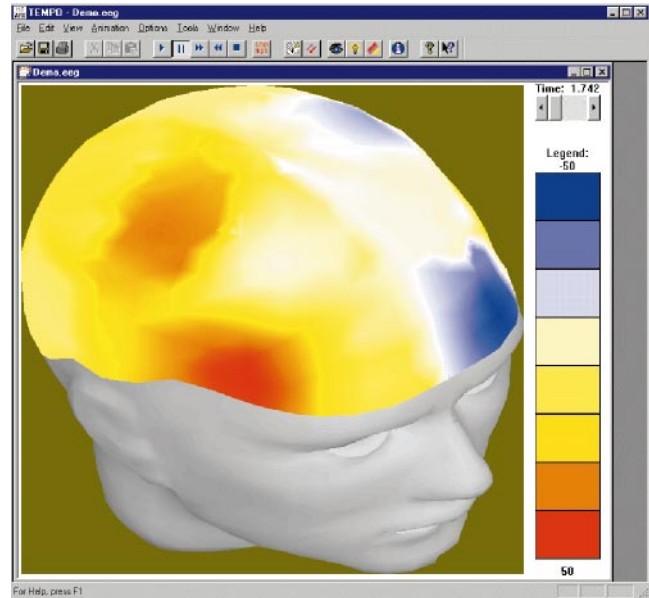 TEMPO - Demo.eeg
File Edit View Animation Options Tools Window Help
Demo.eeg
Time: 1.742
Legend:
-50
50
For Help, press F1